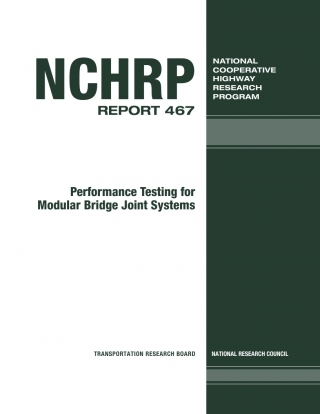 NCHRP
REPORT 467
NATIONAL
COOPERATIVE
HIGHWAY
RESEARCH
PROGRAM
Performance Testing for
Modular Bridge Joint Systems
TRANSPORTATION RESEARCH BOARD
NATIONAL RESEARCH COUNCIL